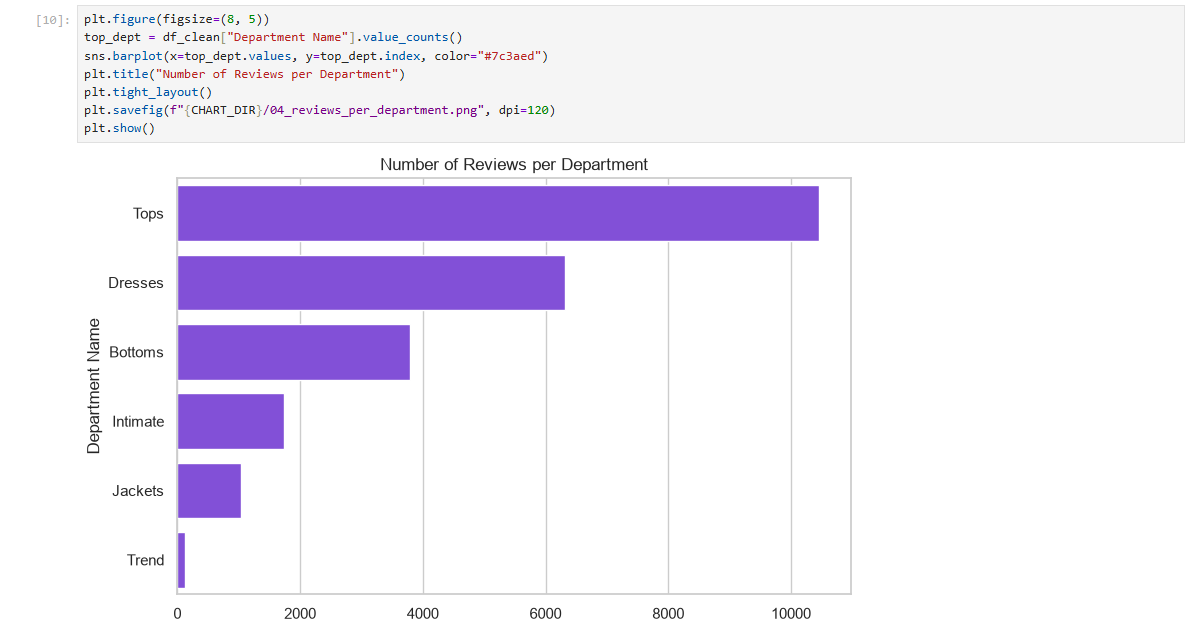 [10]:
plt.figure(figsize=(8, 5))
top_dept = df_clean["Department Name"].value_counts()
sns.barplot(x=top_dept.values, y=top_dept.index, color="#7c3aed")
plt.title("Number of Reviews per Department")
plt.tight_layout()
plt.savefig(f"{CHART_DIR}/04_reviews_per_department.png", dpi=120)
plt.show()
Number of Reviews per Department
Department Name
Tops
Dresses
Bottoms
Intimate
Jackets
Trend
0 2000 4000 6000 8000 10000